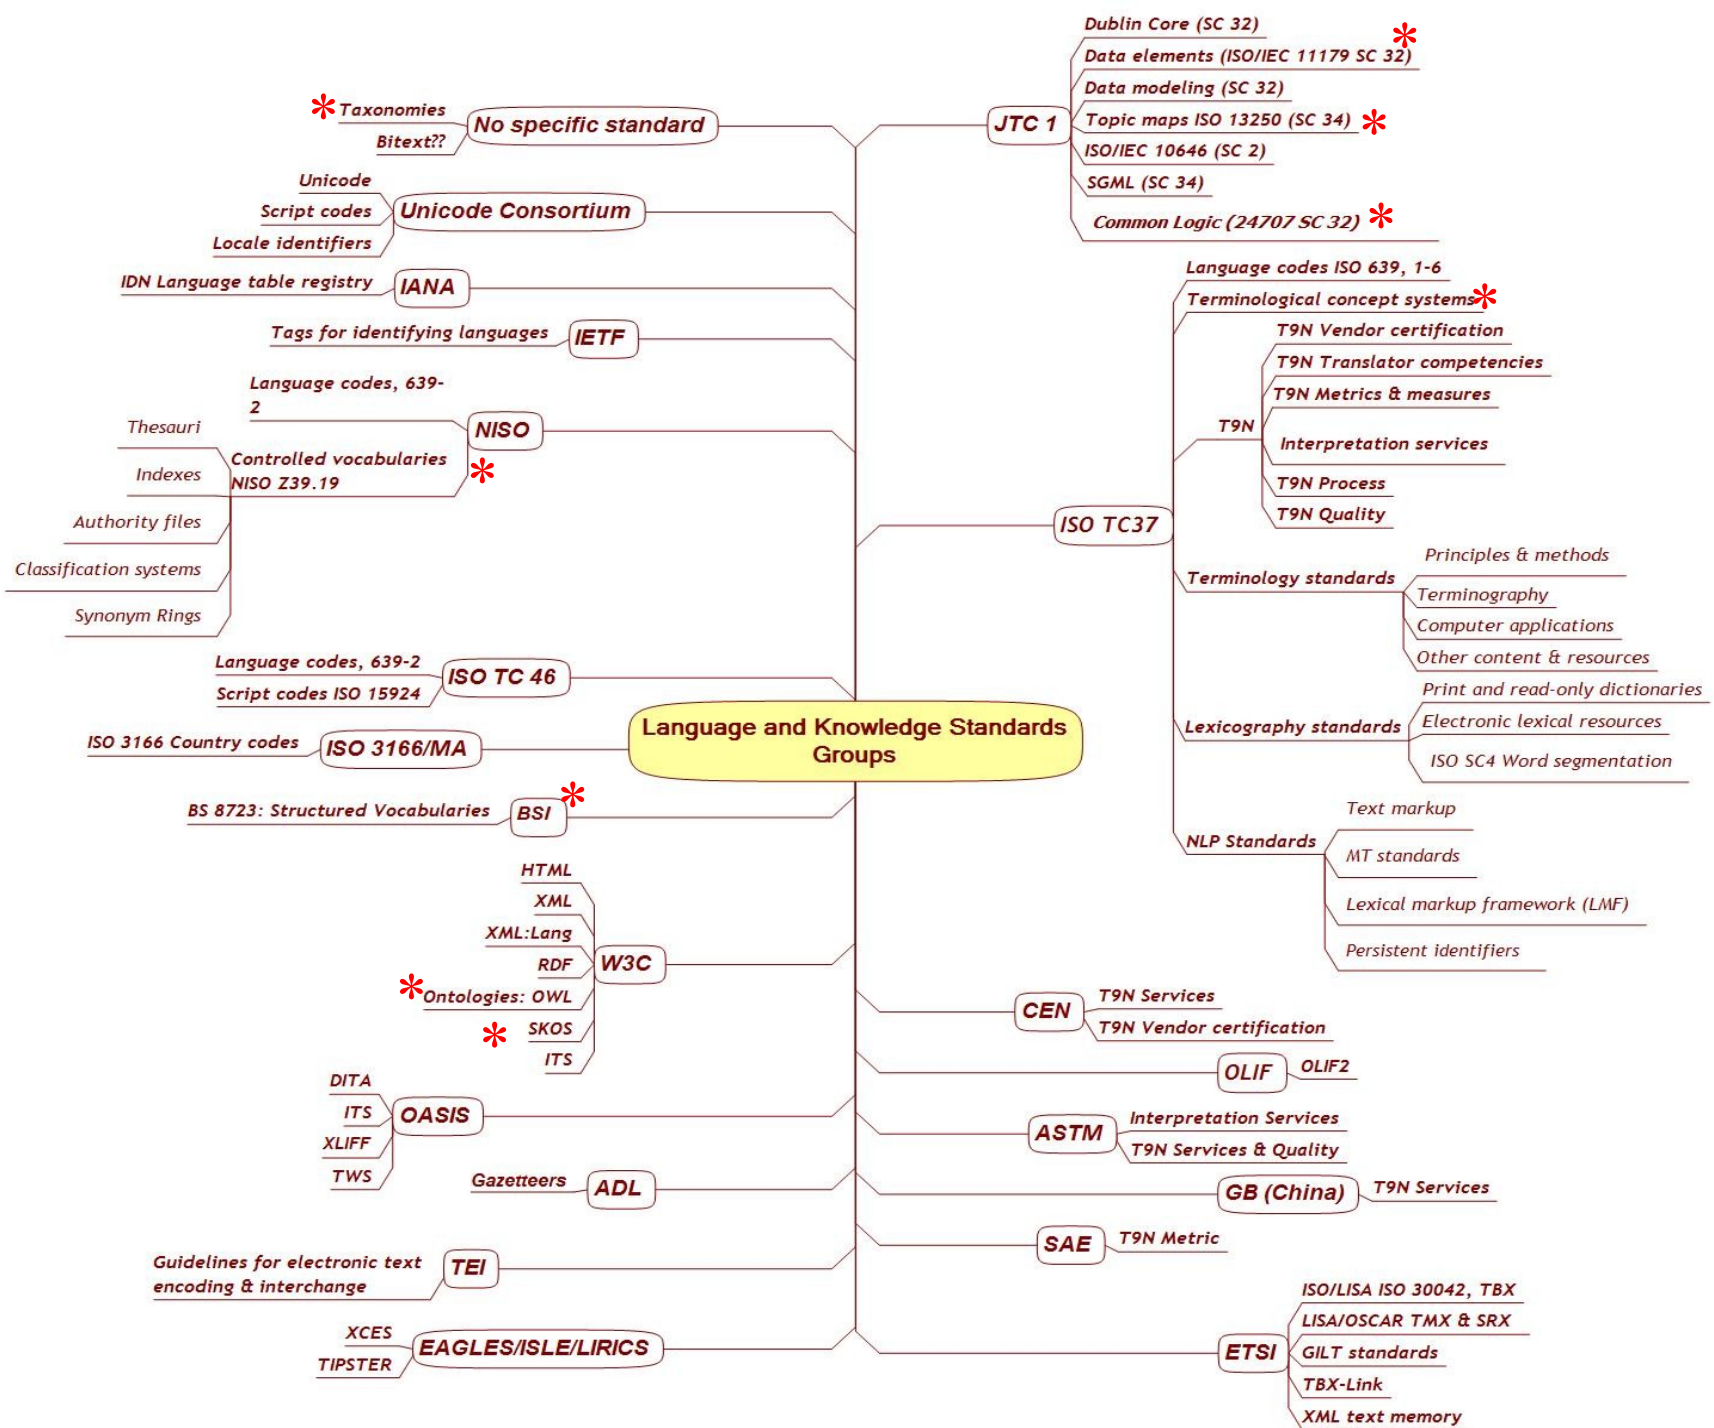 Language and Knowledge Standards
Groups
No specific standard
* Taxonomies
Bitext??
Unicode Consortium
Unicode
Script codes
Locale identifiers
IANA
IDN Language table registry
IETF
Tags for identifying languages
NISO
Language codes, 639-
2
Controlled vocabularies
NISO Z39.19 *
Thesauri
Indexes
Authority files
Classification systems
Synonym Rings
ISO TC 46
Language codes, 639-2
Script codes ISO 15924
ISO 3166/MA
ISO 3166 Country codes
BSI *
BS 8723: Structured Vocabularies
W3C
HTML
XML
XML:Lang
RDF
* Ontologies: OWL
* SKOS
ITS
OASIS
DITA
ITS
XLIFF
TWS
ADL
Gazetteers
TEI
Guidelines for electronic text
encoding & interchange
EAGLES/ISLE/LIRICS
XCES
TIPSTER
JTC 1
Dublin Core (SC 32)
Data elements (ISO/IEC 11179 SC 32) *
Data modeling (SC 32)
Topic maps ISO 13250 (SC 34) *
ISO/IEC 10646 (SC 2)
SGML (SC 34)
Common Logic (24707 SC 32) *
ISO TC37
Language codes ISO 639, 1-6
Terminological concept systems *
T9N
T9N Vendor certification
T9N Translator competencies
T9N Metrics & measures
Interpretation services
T9N Process
T9N Quality
Terminology standards
Principles & methods
Terminography
Computer applications
Other content & resources
Lexicography standards
Print and read-only dictionaries
Electronic lexical resources
ISO SC4 Word segmentation
NLP Standards
Text markup
MT standards
Lexical markup framework (LMF)
Persistent identifiers
CEN
T9N Services
T9N Vendor certification
OLIF
OLIF2
ASTM
Interpretation Services
T9N Services & Quality
GB (China)
T9N Services
SAE
T9N Metric
ETSI
ISO/LISA ISO 30042, TBX
LISA/OSCAR TMX & SRX
GILT standards
TBX-Link
XML text memory